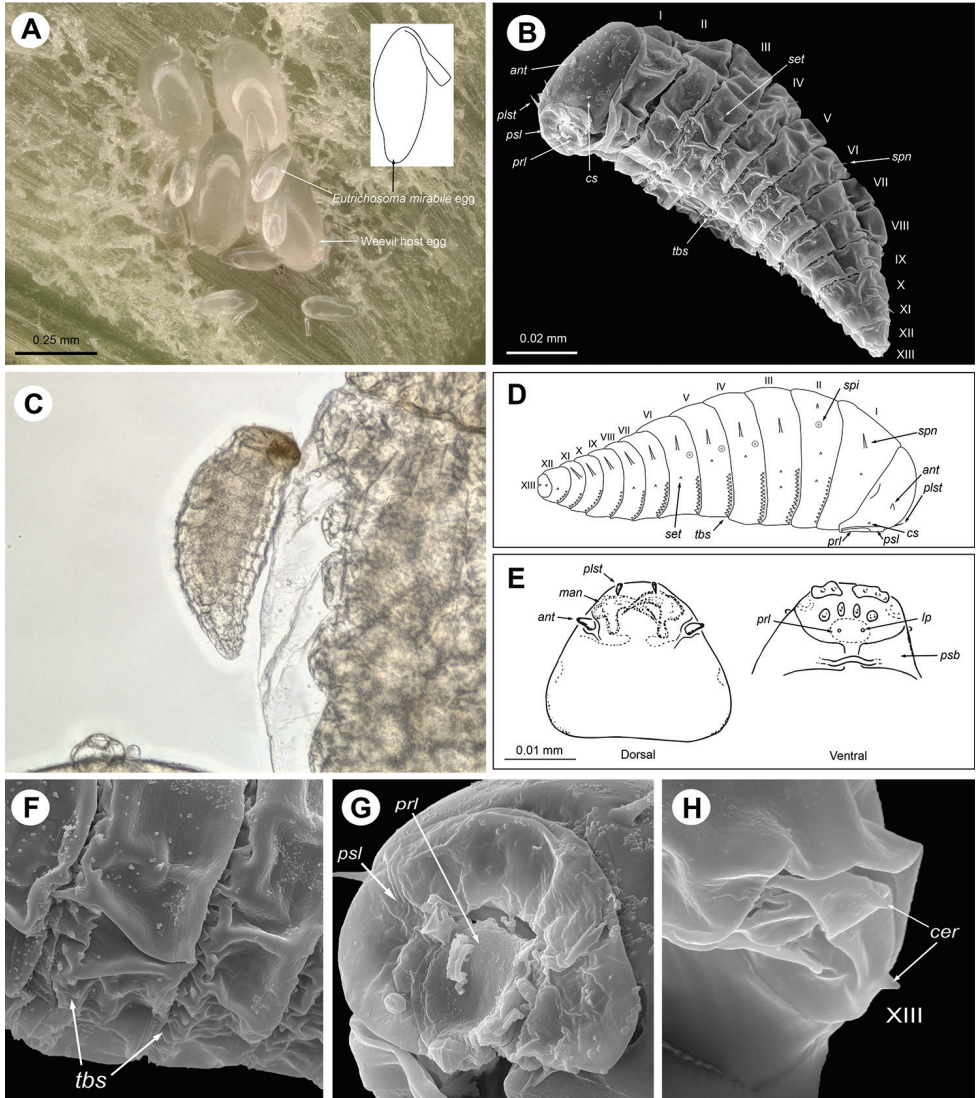 A
Eutrichosoma mirabile egg
Weevil host egg
0.25 mm
B
I
II
III
IV
V
VI
VII
VIII
IX
X
XI
XII
XIII
ant
plst
psl
prl
cs
set
spn
tbs
0.02 mm
C
D
XIII
XII
XI
X
IX
VIII
VII
VI
V
IV
III
II
I
spi
spn
ant
plst
cs
psl
prl
set
tbs
E
plst
man
ant
prl
lp
psb
0.01 mm
Dorsal
Ventral
F
tbs
G
prl
psl
H
cer
XIII